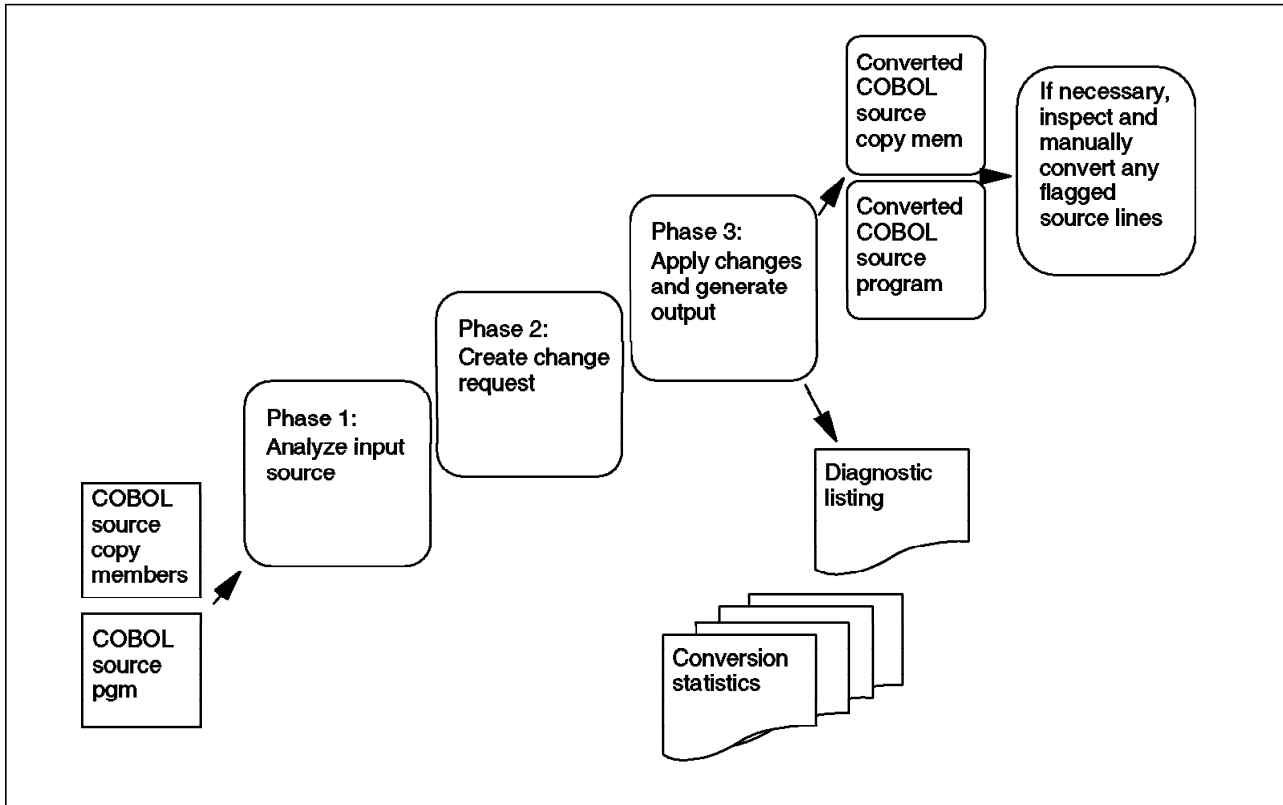 COBOL
source
copy
members
COBOL
source
pgm
Phase 1:
Analyze input
source
Phase 2:
Create change
request
Phase 3:
Apply changes
and generate
output
Converted
COBOL
source
copy mem
Converted
COBOL
source
program
If necessary,
inspect and
manually
convert any
flagged
source lines
Diagnostic
listing
Conversion
statistics